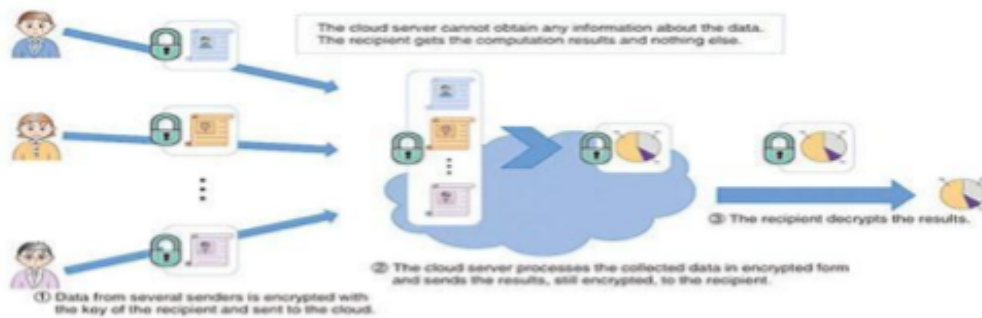 The cloud server cannot obtain any information about the data.
The recipient gets the computation results and nothing else.
③ The recipient decrypts the results.
② The cloud server processes the collected data in encrypted form
and sends the results, still encrypted, to the recipient.
① Data from several senders is encrypted with
the key of the recipient and sent to the cloud.